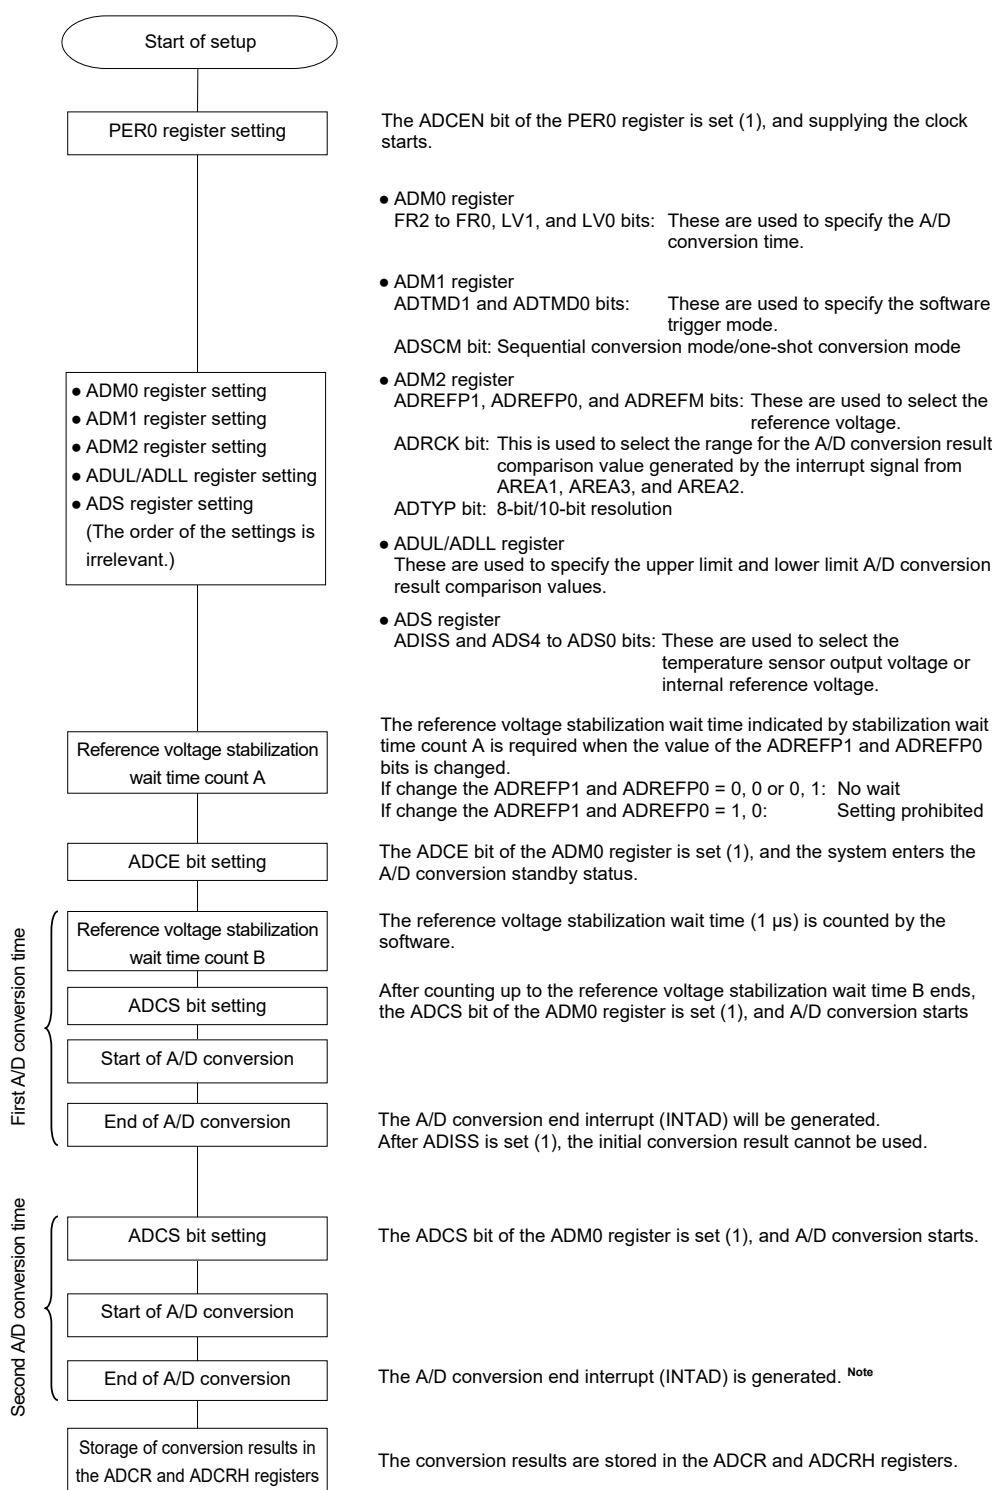 Start of setup
PER0 register setting
The ADCEN bit of the PER0 register is set (1), and supplying the clock
starts.
● ADM0 register
FR2 to FR0, LV1, and LV0 bits: These are used to specify the A/D
conversion time.
● ADM1 register
ADTMD1 and ADTMD0 bits: These are used to specify the software
trigger mode.
ADSCM bit: Sequential conversion mode/one-shot conversion mode
● ADM0 register setting
● ADM1 register setting
● ADM2 register setting
● ADUL/ADLL register setting
● ADS register setting
(The order of the settings is
irrelevant.)
● ADM2 register
ADREFP1, ADREFP0, and ADREFM bits: These are used to select the
reference voltage.
ADRCK bit: This is used to select the range for the A/D conversion result
comparison value generated by the interrupt signal from
AREA1, AREA3, and AREA2.
ADTYP bit: 8-bit/10-bit resolution
● ADUL/ADLL register
These are used to specify the upper limit and lower limit A/D conversion
result comparison values.
● ADS register
ADISS and ADS4 to ADS0 bits: These are used to select the
temperature sensor output voltage or
internal reference voltage.
Reference voltage stabilization
wait time count A
The reference voltage stabilization wait time indicated by stabilization wait
time count A is required when the value of the ADREFP1 and ADREFP0
bits is changed.
If change the ADREFP1 and ADREFP0 = 0, 0 or 0, 1: No wait
If change the ADREFP1 and ADREFP0 = 1, 0: Setting prohibited
ADCE bit setting
The ADCE bit of the ADM0 register is set (1), and the system enters the
A/D conversion standby status.
First A/D conversion time
Reference voltage stabilization
wait time count B
The reference voltage stabilization wait time (1 μs) is counted by the
software.
ADCS bit setting
After counting up to the reference voltage stabilization wait time B ends,
the ADCS bit of the ADM0 register is set (1), and A/D conversion starts
Start of A/D conversion
End of A/D conversion
The A/D conversion end interrupt (INTAD) will be generated.
After ADISS is set (1), the initial conversion result cannot be used.
Second A/D conversion time
ADCS bit setting
The ADCS bit of the ADM0 register is set (1), and A/D conversion starts.
Start of A/D conversion
End of A/D conversion
The A/D conversion end interrupt (INTAD) is generated. Note
Storage of conversion results in
the ADCR and ADCRH registers
The conversion results are stored in the ADCR and ADCRH registers.